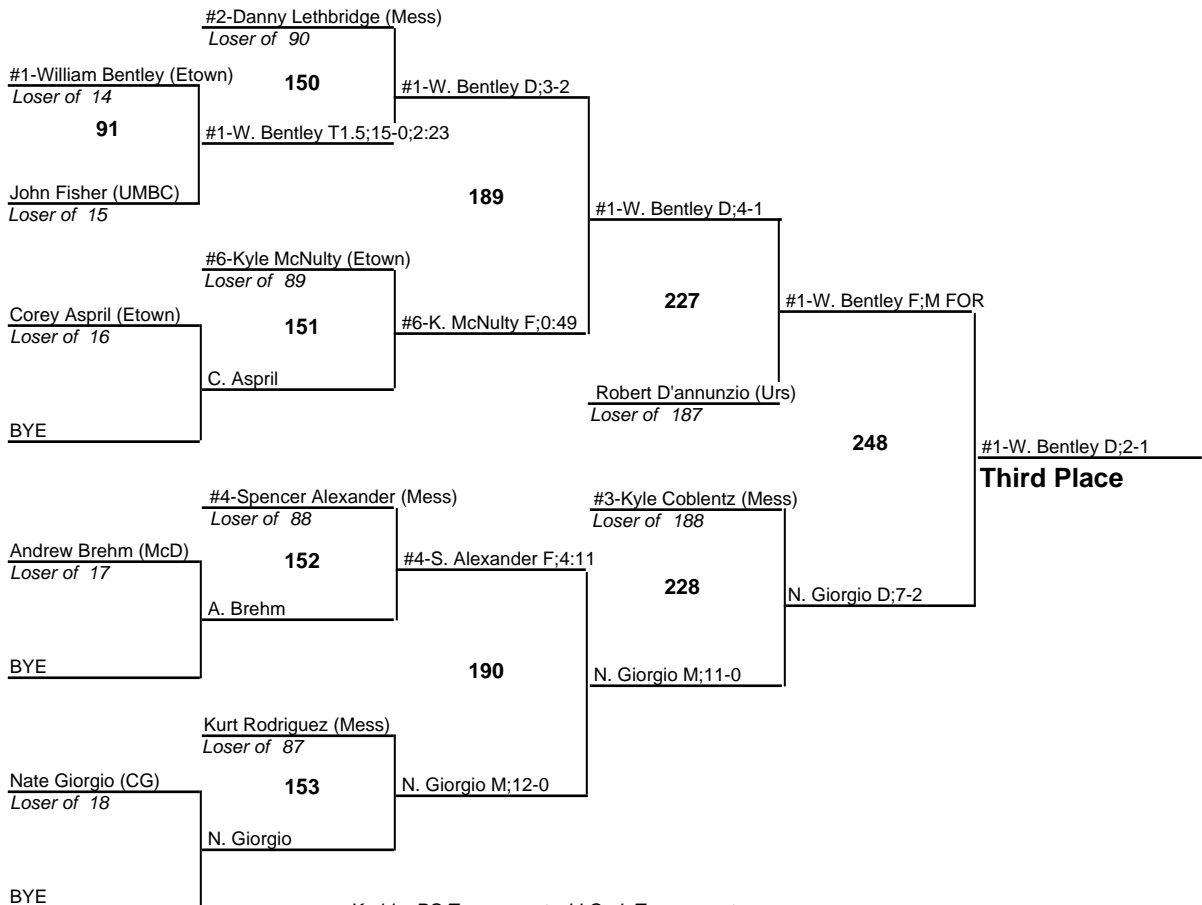 #2-Danny Lethbridge (Mess)
Loser of 90
#1-William Bentley (Etown)
150
#1-W. Bentley D;3-2
Loser of 14
91
#1-W. Bentley T1.5;15-0;2:23
John Fisher (UMBC)
189
Loser of 15
#1-W. Bentley D;4-1
#6-Kyle McNulty (Etown)
Loser of 89
227
#1-W. Bentley F;M FOR
Corey Aspril (Etown)
151
#6-K. McNulty F;0:49
Loser of 16
C. Aspril
Robert D'annunzio (Urs)
Loser of 187
BYE
248
#1-W. Bentley D;2-1
Third Place
#4-Spencer Alexander (Mess)
#3-Kyle Coblentz (Mess)
Loser of 88
Loser of 188
Andrew Brehm (McD)
152
#4-S. Alexander F;4:11
Loser of 17
228
N. Giorgio D;7-2
A. Brehm
BYE
190
N. Giorgio M;11-0
Kurt Rodriguez (Mess)
Loser of 87
Nate Giorgio (CG)
153
N. Giorgio M;12-0
Loser of 18
N. Giorgio
BYE